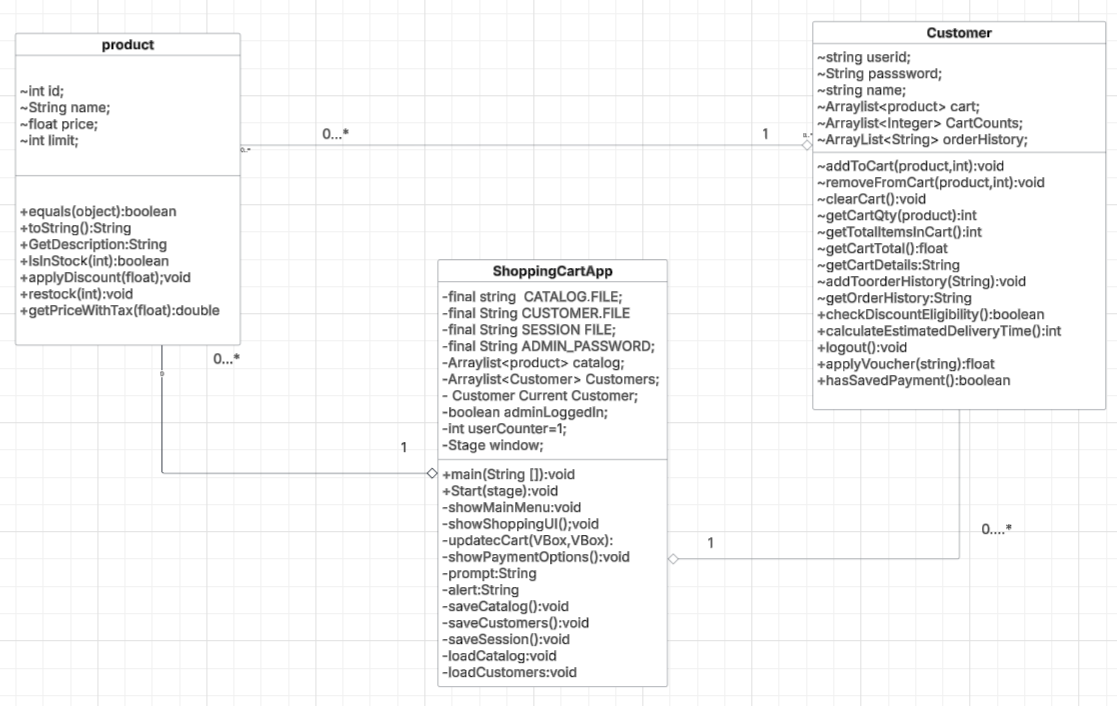 product
~int id;
~String name;
~float price;
~int limit;
+equals(object):boolean
+toString():String
+GetDescription:String
+IsInStock(int):boolean
+applyDiscount(float);void
+restock(int):void
+getPriceWithTax(float):double
0...*
0..*
1
0..*
Customer
~string userid;
~String passsword;
~string name;
~Arraylist<product> cart;
~Arraylist<Integer> CartCounts;
~ArrayList<String> orderHistory;
~addToCart(product,int):void
~removeFromCart(product,int):void
~clearCart():void
~getCartQty(product):int
~getTotalItemsInCart():int
~getCartTotal():float
~getCartDetails:String
~addToorderHistory(String):void
~getOrderHistory:String
+checkDiscountEligibility():boolean
+calculateEstimatedDeliveryTime():int
+logout():void
+applyVoucher(string):float
+hasSavedPayment():boolean
0...*
1
ShoppingCartApp
-final string CATALOG.FILE;
-final String CUSTOMER.FILE
-final String SESSION FILE;
-final String ADMIN_PASSWORD;
-Arraylist<product> catalog;
-Arraylist<Customer> Customers;
- Customer Current Customer;
-boolean adminLoggedIn;
-int userCounter=1;
-Stage window;
+main(String []):void
+Start(stage):void
-showMainMenu:void
-showShoppingUI();void
-updatecCart(VBox,VBox):
-showPaymentOptions():void
-prompt:String
-alert:String
-saveCatalog():void
-saveCustomers():void
-saveSession():void
-loadCatalog:void
-loadCustomers:void
1
0....*